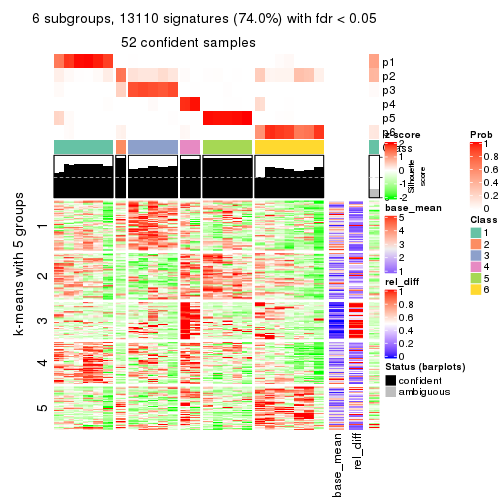 6 subgroups, 13110 signatures (74.0%) with fdr < 0.05
52 confident samples
p1
p2
p3
p4
p5
p6
Class
z-score
2
1
0
-1
-2
Silhouette
score
Prob
1
0.8
0.6
0.4
0.2
0
Class
1
2
3
4
5
6
base_mean
5
4
3
2
1
rel_diff
1
0.8
0.6
0.4
0.2
0
Status (barplots)
confident
ambiguous
k-means with 5 groups
1
2
3
4
5
base_mean
rel_diff